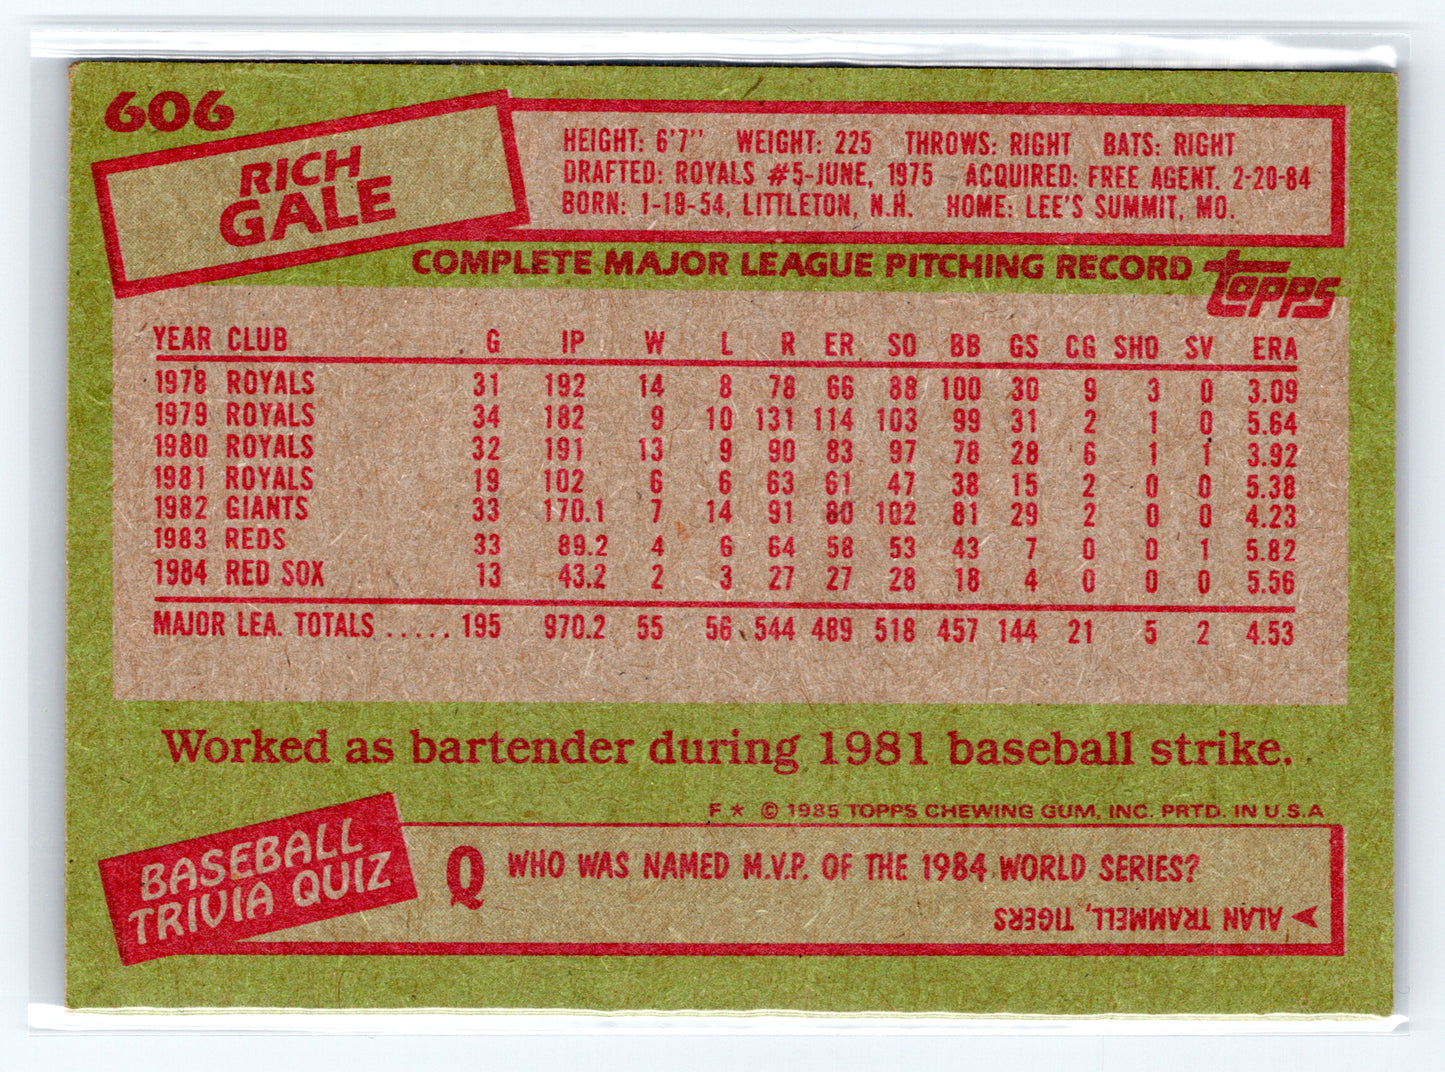 606
RICH
GALE
HEIGHT: 6'7" WEIGHT: 225 THROWS: RIGHT BATS: RIGHT
DRAFTED: ROYALS #5-JUNE, 1975 ACQUIRED: FREE AGENT. 2-20-84
BORN: 1-19-54, LITTLETON, N.H. HOME: LEE'S SUMMIT, MO.
COMPLETE MAJOR LEAGUE PITCHING RECORD topps
YEAR CLUB G IP W L R ER SO BB GS CG SHO SV ERA
1978 ROYALS 31 192 14 8 78 66 88 100 30 9 3 0 3.09
1979 ROYALS 34 182 9 10 131 114 103 99 31 2 1 0 5.64
1980 ROYALS 32 191 13 9 90 83 97 78 28 6 1 1 3.92
1981 ROYALS 19 102 6 6 63 61 47 38 15 2 0 0 5.38
1982 GIANTS 33 170.1 7 14 91 80 102 81 29 2 0 0 4.23
1983 REDS 33 89.2 4 6 64 58 53 43 7 0 0 1 5.82
1984 RED SOX 13 43.2 2 3 27 27 28 18 4 0 0 0 5.56
MAJOR LEA. TOTALS ..... 195 970.2 55 56 544 489 518 457 144 21 5 2 4.53
Worked as bartender during 1981 baseball strike.
F * © 1985 TOPPS CHEWING GUM, INC. PRTD. IN U.S.A
BASEBALL
TRIVIA QUIZ
Q WHO WAS NAMED M.V.P. OF THE 1984 WORLD SERIES?
ALAN TRAMMELL, TIGERS